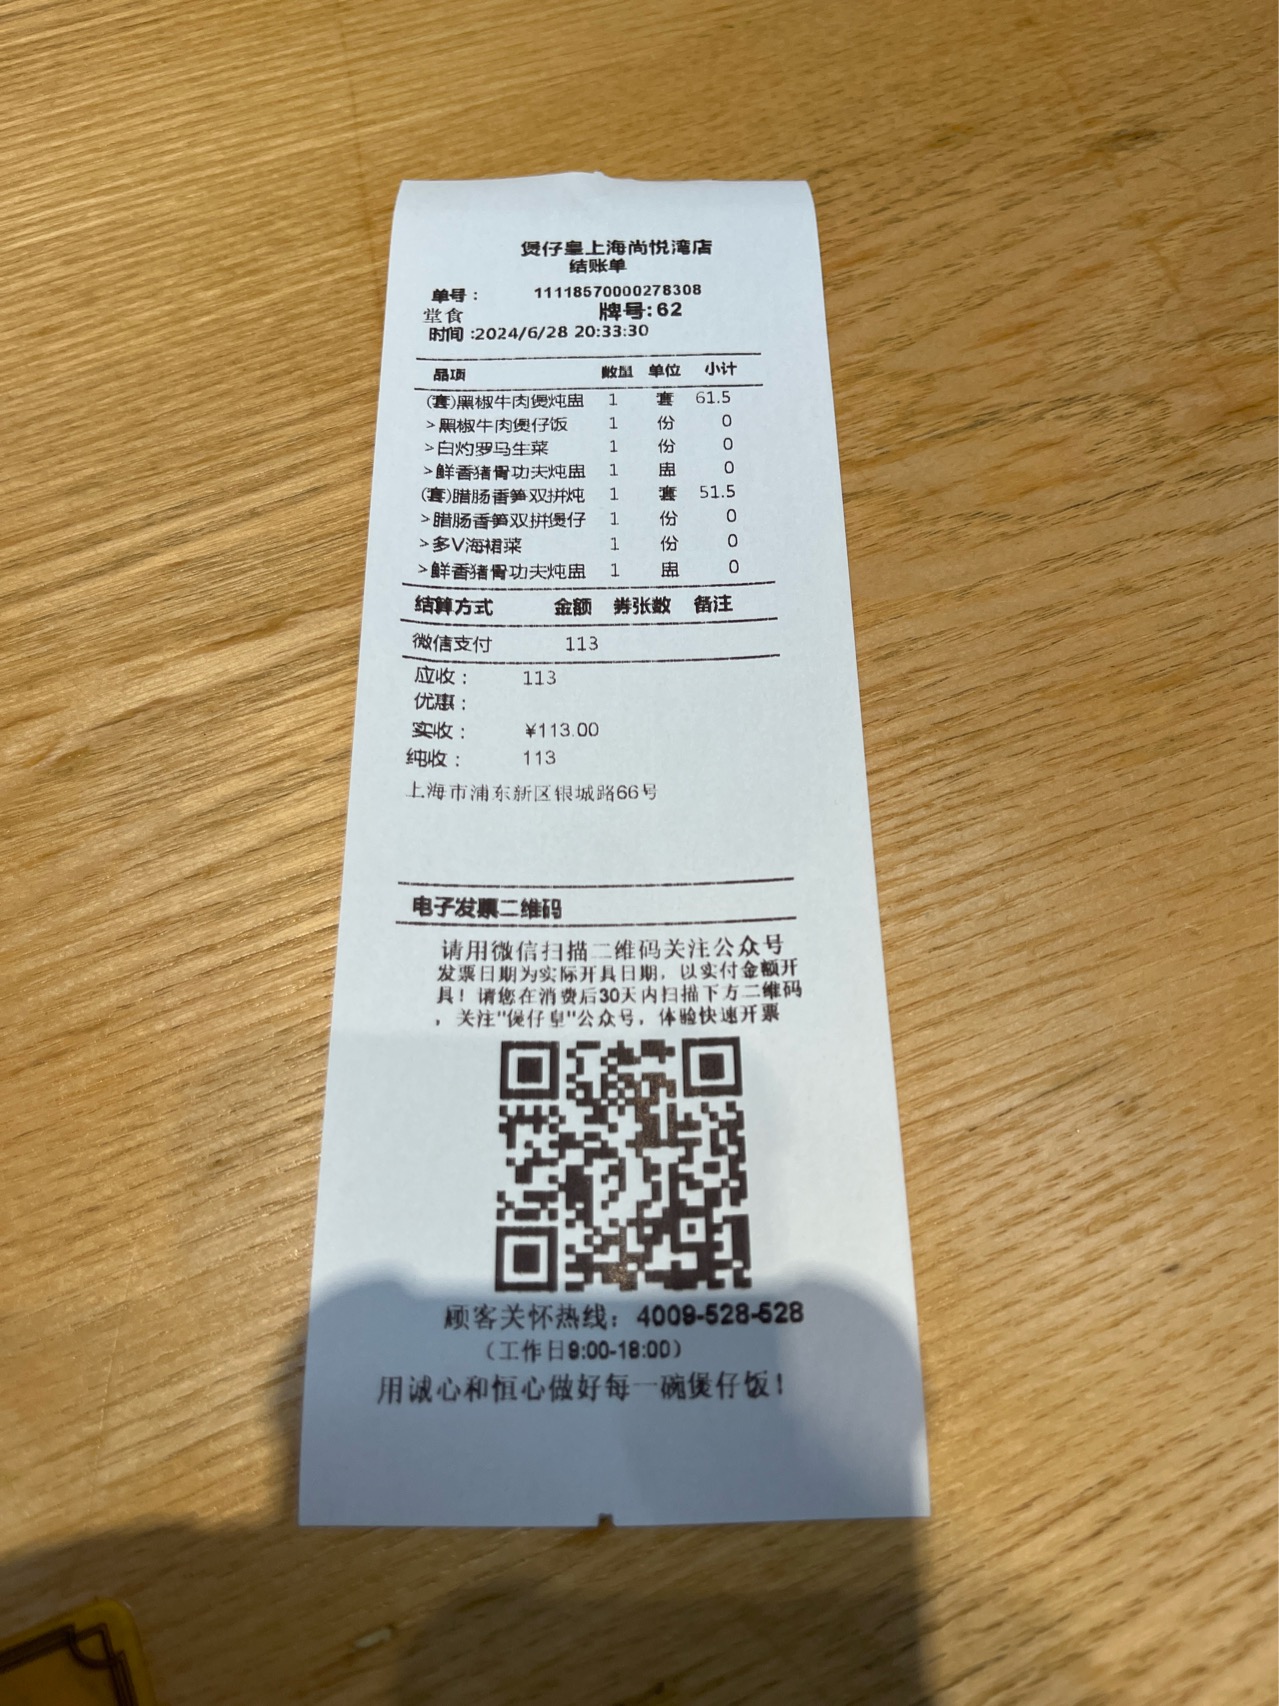 煲仔皇上海尚悦湾店
结账单
单号： 11118570000278308
堂食 牌号:62
时间 :2024/6/28 20:33:30
品项 数量 单位 小计
(套)黑椒牛肉煲炖盅 1 套 61.5
>黑椒牛肉煲仔饭 1 份 0
>白灼罗马生菜 1 份 0
>鲜香猪骨功夫炖盅 1 盅 0
(套)腊肠香笋双拼炖 1 套 51.5
>腊肠香笋双拼煲仔 1 份 0
>多V海裙菜 1 份 0
>鲜香猪骨功夫炖盅 1 盅 0
结算方式 金额 券张数 备注
微信支付 113
应收： 113
优惠：
实收： ¥113.00
纯收： 113
上海市浦东新区银城路66号
电子发票二维码
请用微信扫描二维码关注公众号
发票日期为实际开具日期，以实付金额开
具！请您在消费后30天内扫描下方二维码
，关注"煲仔皇"公众号，体验快速开票
顾客关怀热线：4009-528-528
（工作日9:00-18:00）
用诚心和恒心做好每一碗煲仔饭！